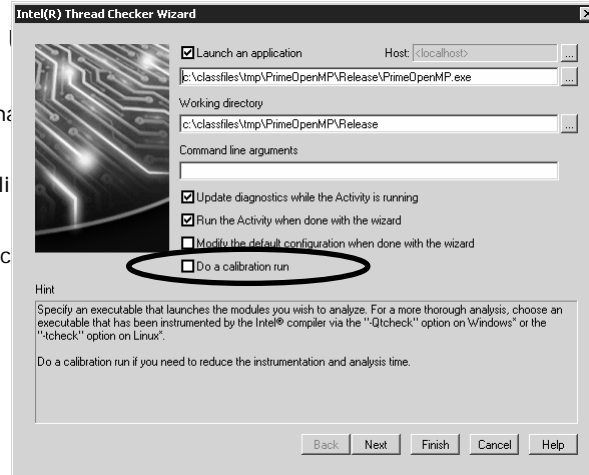 Intel(R) Thread Checker Wizard
Launch an application Host: <localhost> ...
c:\classfiles\tmp\PrimeOpenMP\Release\PrimeOpenMP.exe ...
Working directory
c:\classfiles\tmp\PrimeOpenMP\Release ...
Command line arguments
Update diagnostics while the Activity is running
Run the Activity when done with the wizard
Modify the default configuration when done with the wizard
Do a calibration run
Hint
Specify an executable that launches the modules you wish to analyze. For a more thorough analysis, choose an
executable that has been instrumented by the Intel® compiler via the "-Qtcheck" option on Windows* or the
"-tcheck" option on Linux*.
Do a calibration run if you need to reduce the instrumentation and analysis time.
Back Next Finish Cancel Help